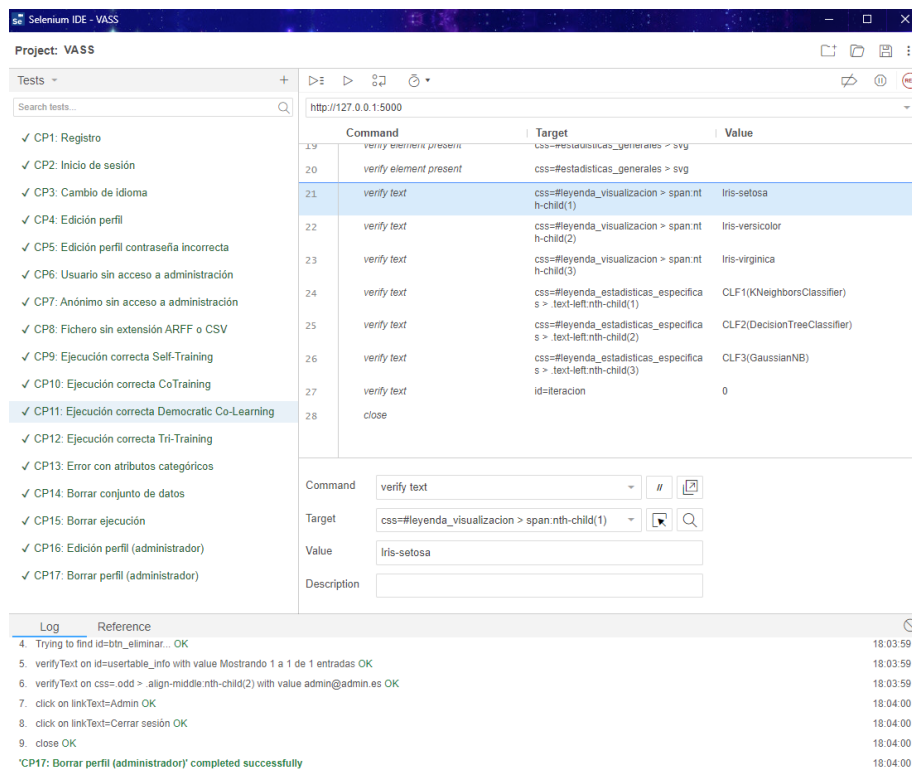 Selenium IDE - VASS
Project: VASS
Tests
Search tests...
✓ CP1: Registro
✓ CP2: Inicio de sesión
✓ CP3: Cambio de idioma
✓ CP4: Edición perfil
✓ CP5: Edición perfil contraseña incorrecta
✓ CP6: Usuario sin acceso a administración
✓ CP7: Anónimo sin acceso a administración
✓ CP8: Fichero sin extensión ARFF o CSV
✓ CP9: Ejecución correcta Self-Training
✓ CP10: Ejecución correcta CoTraining
✓ CP11: Ejecución correcta Democratic Co-Learning
✓ CP12: Ejecución correcta Tri-Training
✓ CP13: Error con atributos categóricos
✓ CP14: Borrar conjunto de datos
✓ CP15: Borrar ejecución
✓ CP16: Edición perfil (administrador)
✓ CP17: Borrar perfil (administrador)
http://127.0.0.1:5000
Command Target Value
19 verify element present css=#estadisticas_generales > svg
20 verify element present css=#estadisticas_generales > svg
21 verify text css=#leyenda_visualizacion > span:nt Iris-setosa
h-child(1)
22 verify text css=#leyenda_visualizacion > span:nt Iris-versicolor
h-child(2)
23 verify text css=#leyenda_visualizacion > span:nt Iris-virginica
h-child(3)
24 verify text css=#leyenda_estadisticas_especifica CLF1(KNeighborsClassifier)
s > .text-left:nth-child(1)
25 verify text css=#leyenda_estadisticas_especifica CLF2(DecisionTreeClassifier)
s > .text-left:nth-child(2)
26 verify text css=#leyenda_estadisticas_especifica CLF3(GaussianNB)
s > .text-left:nth-child(3)
27 verify text id=iteracion 0
28 close
Command verify text //
Target css=#leyenda_visualizacion > span:nth-child(1)
Value Iris-setosa
Description
Log Reference
4. Trying to find id=btn_eliminar... OK 18:03:59
5. verifyText on id=usertable_info with value Mostrando 1 a 1 de 1 entradas OK 18:03:59
6. verifyText on css=.odd > .align-middle:nth-child(2) with value admin@admin.es OK 18:03:59
7. click on linkText=Admin OK 18:04:00
8. click on linkText=Cerrar sesión OK 18:04:00
9. close OK 18:04:00
'CP17: Borrar perfil (administrador)' completed successfully 18:04:00